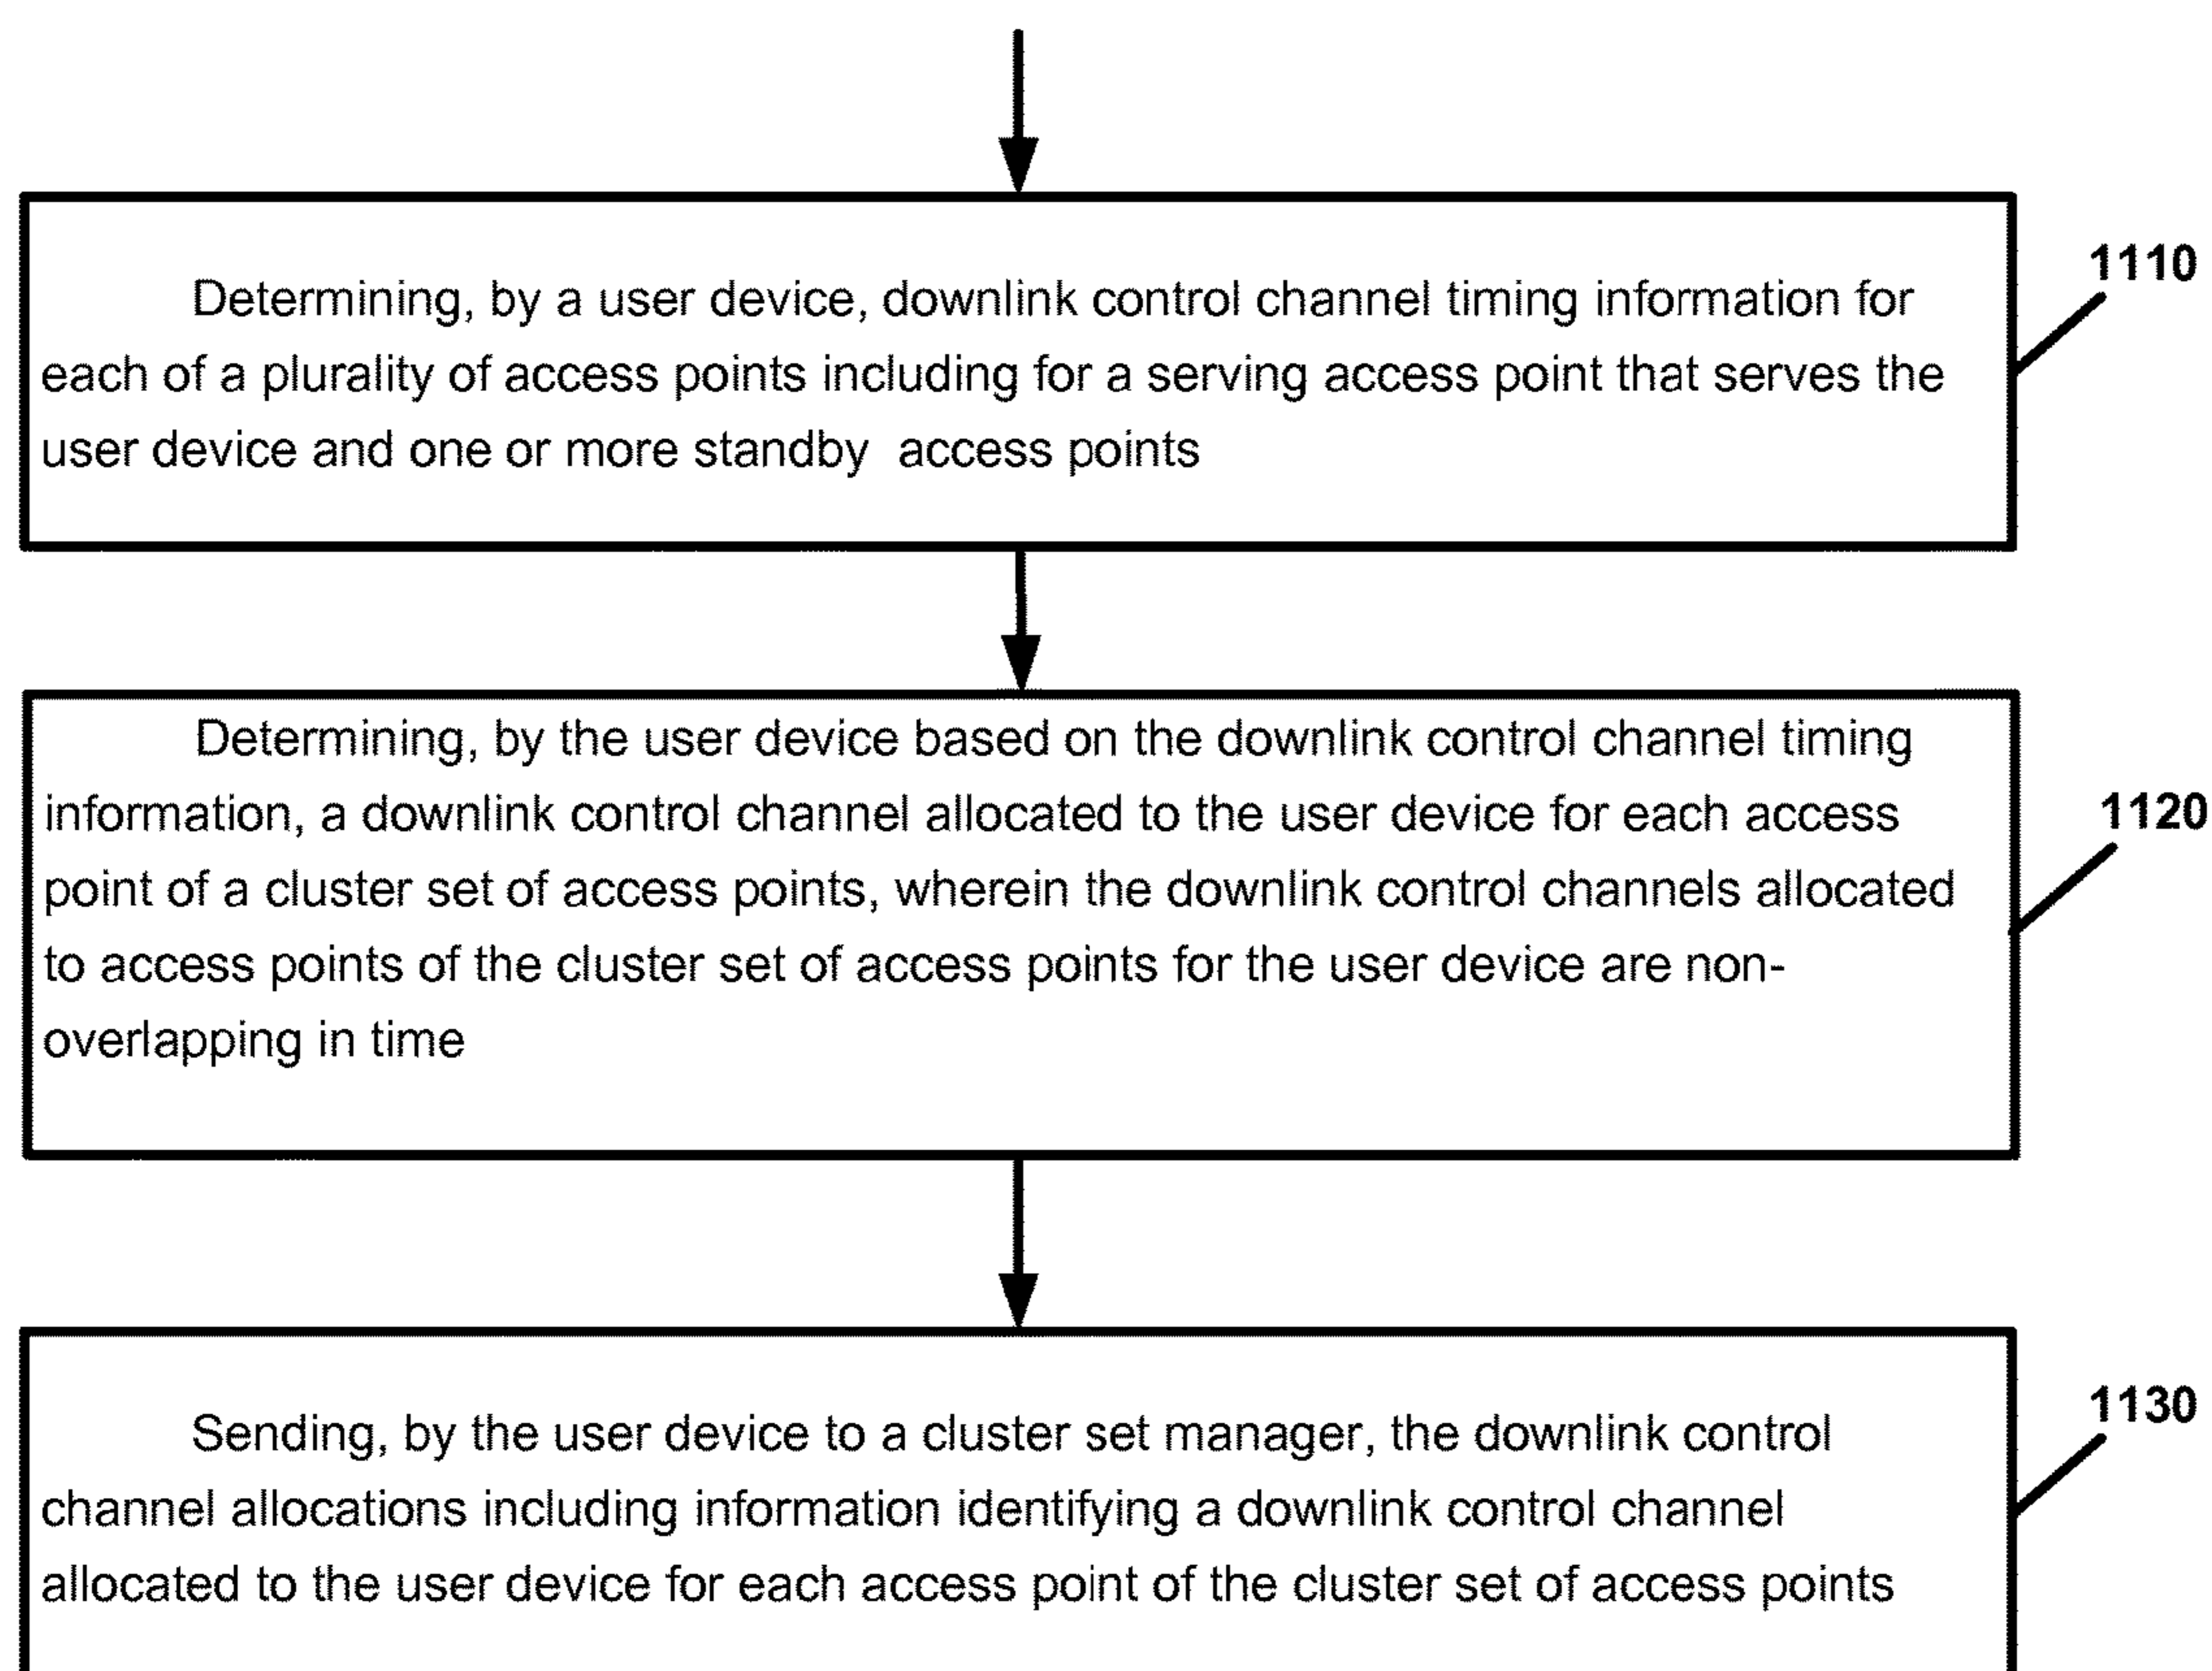 1110
Determining, by a user device, downlink control channel timing information for
each of a plurality of access points including for a serving access point that serves the
user device and one or more standby access points
1120
Determining, by the user device based on the downlink control channel timing
information, a downlink control channel allocated to the user device for each access
point of a cluster set of access points, wherein the downlink control channels allocated
to access points of the cluster set of access points for the user device are non-
overlapping in time
1130
Sending, by the user device to a cluster set manager, the downlink control
channel allocations including information identifying a downlink control channel
allocated to the user device for each access point of the cluster set of access points